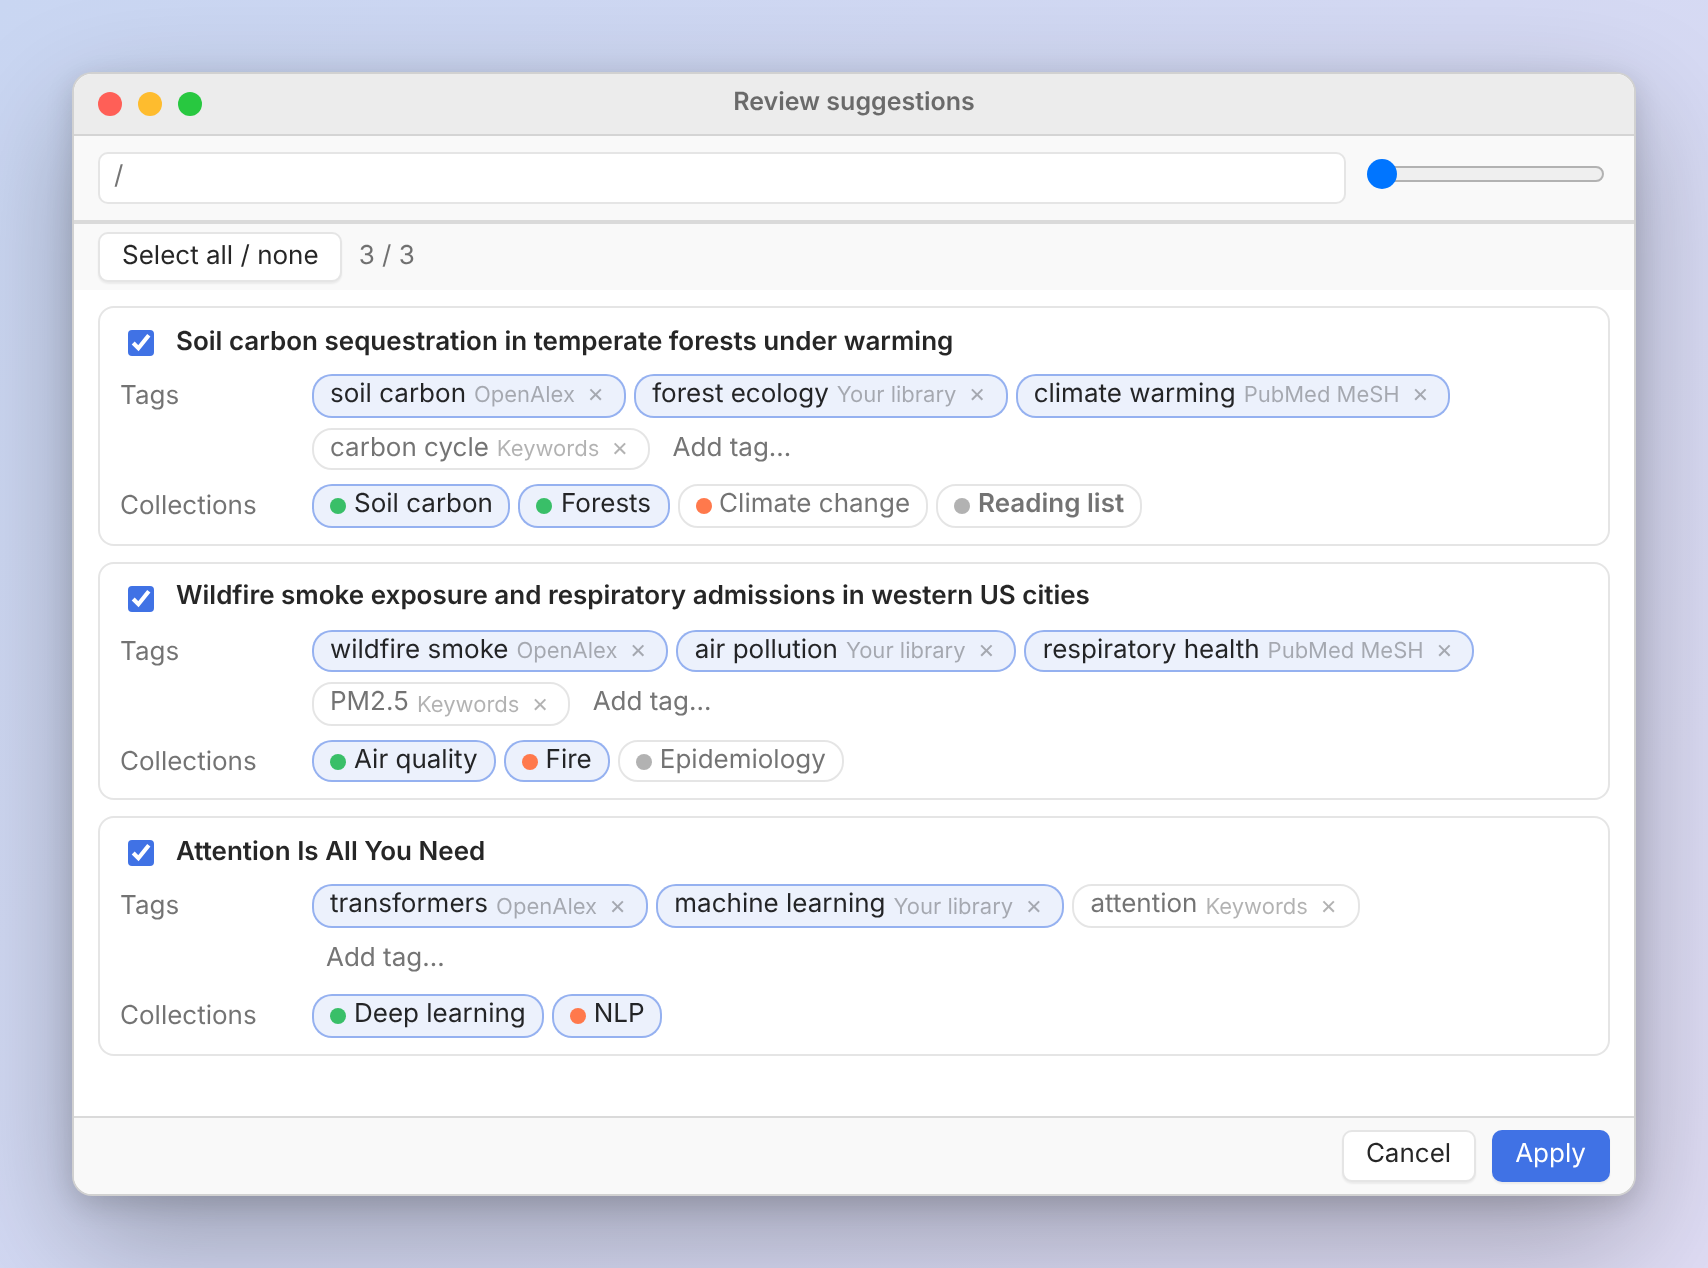 Review suggestions
/
Select all / none 3 / 3
Soil carbon sequestration in temperate forests under warming
Tags soil carbon OpenAlex × forest ecology Your library × climate warming PubMed MeSH ×
carbon cycle Keywords × Add tag...
Collections Soil carbon Forests Climate change Reading list
Wildfire smoke exposure and respiratory admissions in western US cities
Tags wildfire smoke OpenAlex × air pollution Your library × respiratory health PubMed MeSH ×
PM2.5 Keywords × Add tag...
Collections Air quality Fire Epidemiology
Attention Is All You Need
Tags transformers OpenAlex × machine learning Your library × attention Keywords ×
Add tag...
Collections Deep learning NLP
Cancel Apply